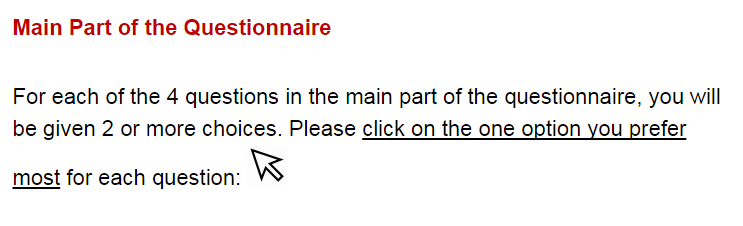 Main Part of the Questionnaire
For each of the 4 questions in the main part of the questionnaire, you will
be given 2 or more choices. Please click on the one option you prefer
most for each question: